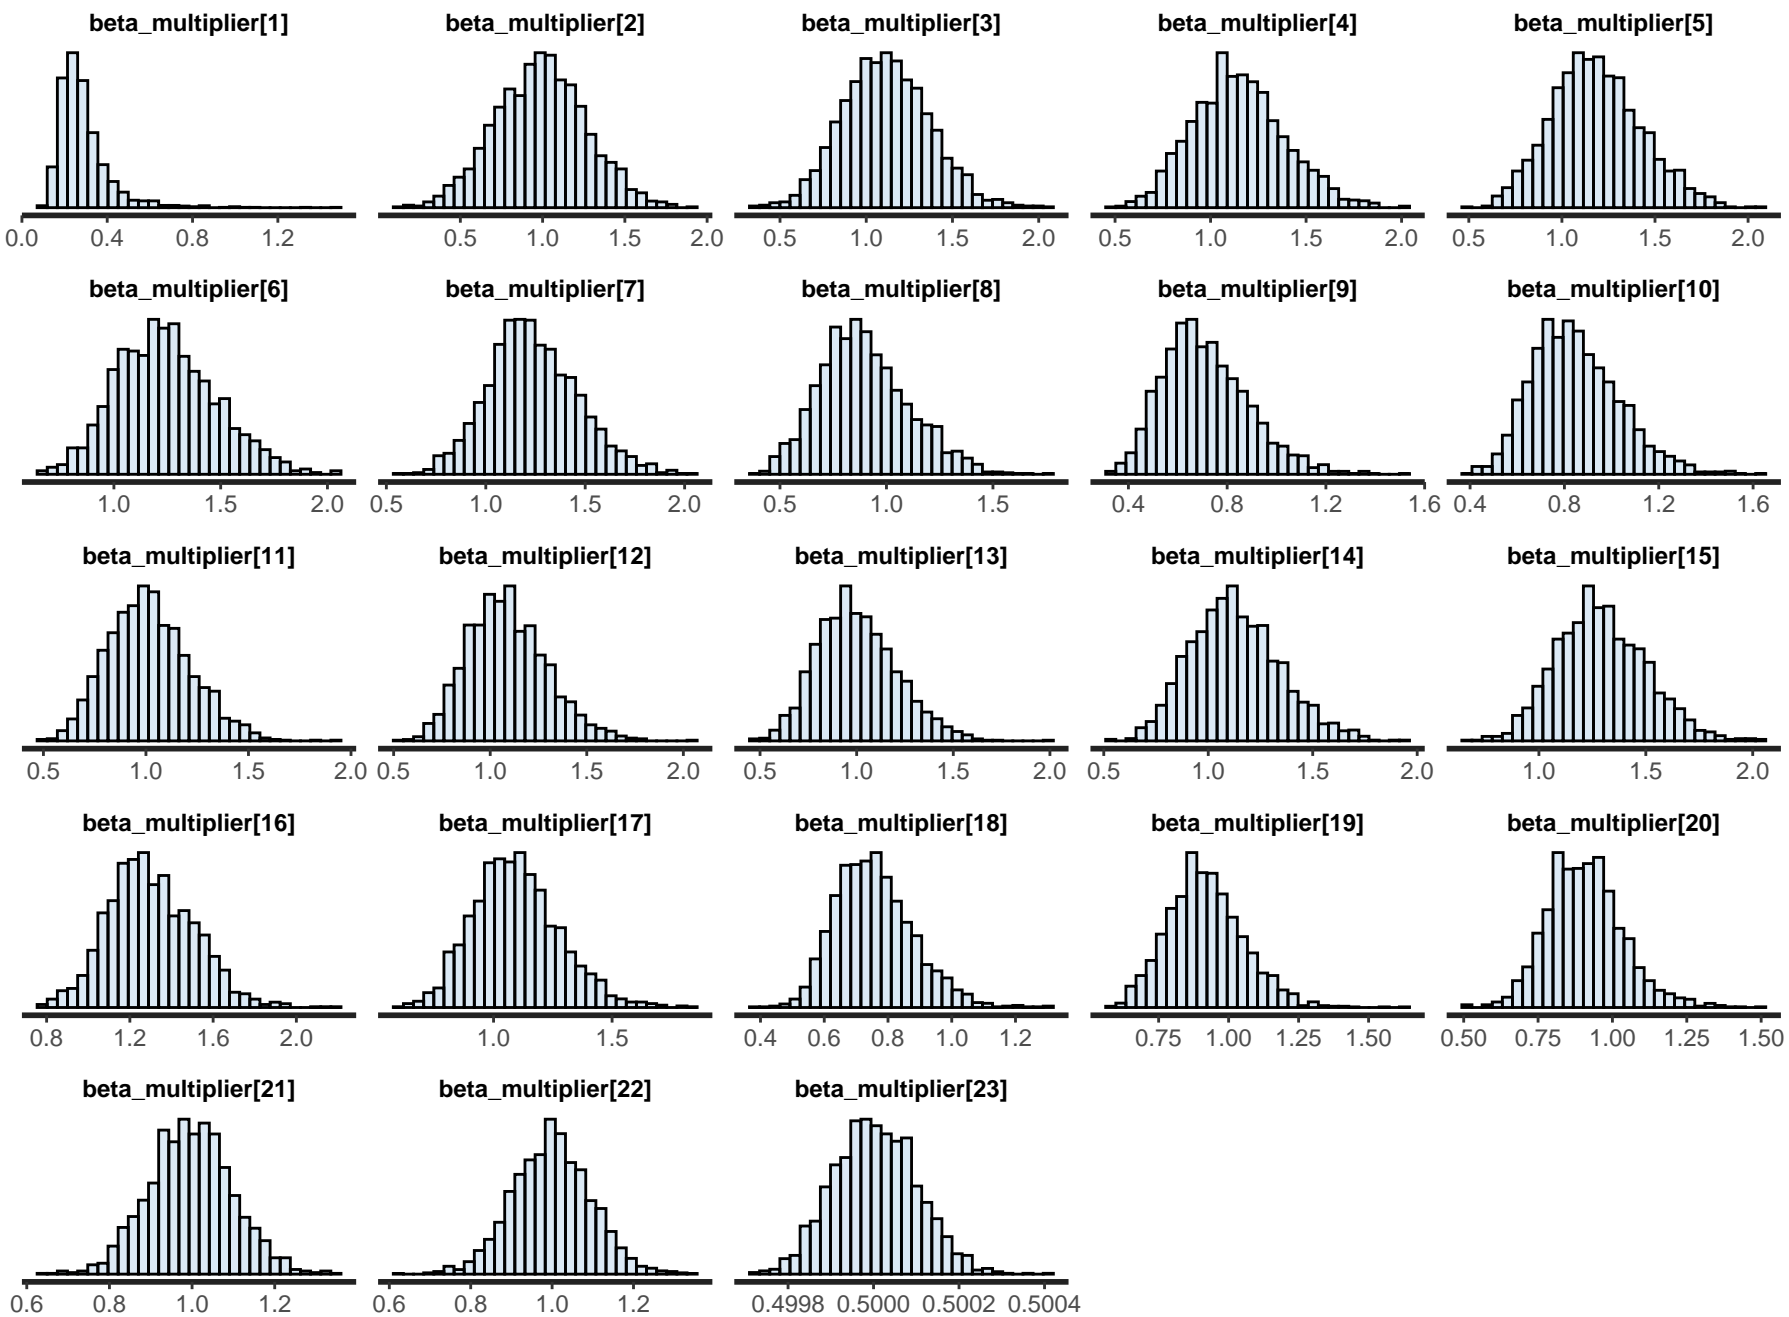 beta_multiplier[1] beta_multiplier[2] beta_multiplier[3] beta_multiplier[4] beta_multiplier[5]
0.0 0.4 0.8 1.2 0.5 1.0 1.5 2.0 0.5 1.0 1.5 2.0 0.5 1.0 1.5 2.0 0.5 1.0 1.5 2.0
beta_multiplier[6] beta_multiplier[7] beta_multiplier[8] beta_multiplier[9] beta_multiplier[10]
1.0 1.5 2.0 0.5 1.0 1.5 2.0 0.5 1.0 1.5 0.4 0.8 1.2 1.6 0.4 0.8 1.2 1.6
beta_multiplier[11] beta_multiplier[12] beta_multiplier[13] beta_multiplier[14] beta_multiplier[15]
0.5 1.0 1.5 2.0 0.5 1.0 1.5 2.0 0.5 1.0 1.5 2.0 0.5 1.0 1.5 2.0 1.0 1.5 2.0
beta_multiplier[16] beta_multiplier[17] beta_multiplier[18] beta_multiplier[19] beta_multiplier[20]
0.8 1.2 1.6 2.0 1.0 1.5 0.4 0.6 0.8 1.0 1.2 0.75 1.00 1.25 1.50 0.50 0.75 1.00 1.25 1.50
beta_multiplier[21] beta_multiplier[22] beta_multiplier[23]
0.6 0.8 1.0 1.2 0.6 0.8 1.0 1.2 0.4998 0.5000 0.5002 0.5004